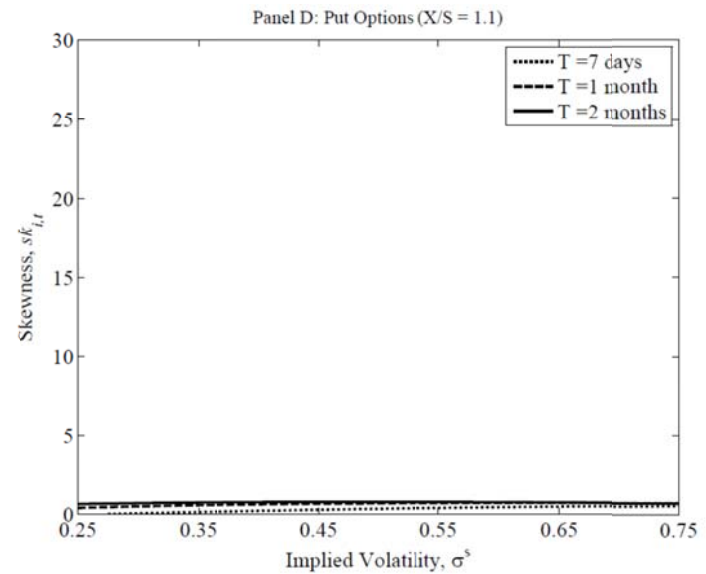 Panel D: Put Options (X/S = 1.1)
30
25
20
15
10
5
0
Skewness, sk_{i,t}
T =7 days
T =1 month
T =2 months
0.25
0.35
0.45
0.55
0.65
0.75
Implied Volatility, σ^s